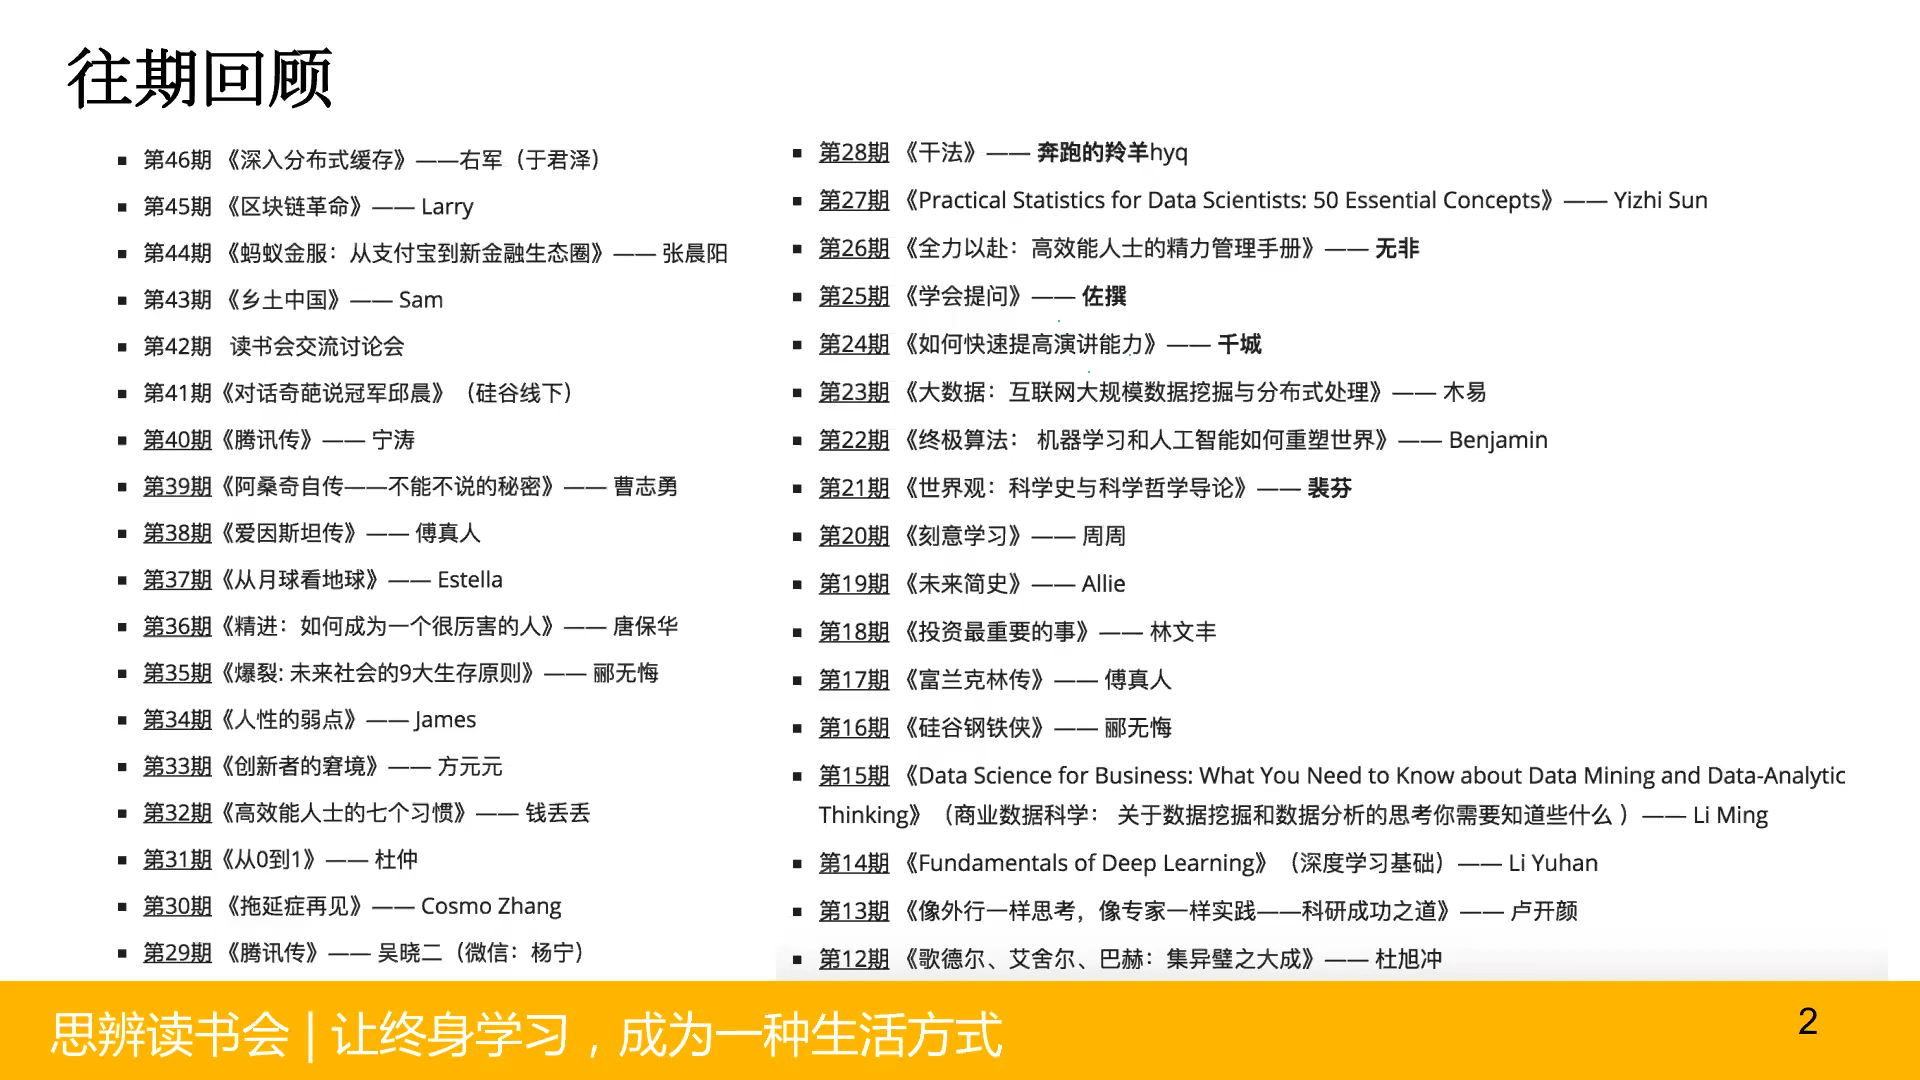 往期回顾
第46期 《深入分布式缓存》——右军（于君泽）
第45期 《区块链革命》—— Larry
第44期 《蚂蚁金服：从支付宝到新金融生态圈》—— 张晨阳
第43期 《乡土中国》—— Sam
第42期 读书会交流讨论会
第41期《对话奇葩说冠军邱晨》（硅谷线下）
第40期《腾讯传》—— 宁涛
第39期《阿桑奇自传——不能不说的秘密》—— 曹志勇
第38期《爱因斯坦传》—— 傅真人
第37期《从月球看地球》—— Estella
第36期《精进：如何成为一个很厉害的人》—— 唐保华
第35期《爆裂: 未来社会的9大生存原则》—— 郦无悔
第34期《人性的弱点》—— James
第33期《创新者的窘境》—— 方元元
第32期《高效能人士的七个习惯》—— 钱丢丢
第31期《从0到1》—— 杜仲
第30期 《拖延症再见》—— Cosmo Zhang
第29期 《腾讯传》—— 吴晓二（微信：杨宁）
第28期 《干法》—— 奔跑的羚羊hyq
第27期 《Practical Statistics for Data Scientists: 50 Essential Concepts》—— Yizhi Sun
第26期 《全力以赴：高效能人士的精力管理手册》—— 无非
第25期 《学会提问》—— 佐撰
第24期 《如何快速提高演讲能力》—— 千城
第23期 《大数据：互联网大规模数据挖掘与分布式处理》—— 木易
第22期 《终极算法： 机器学习和人工智能如何重塑世界》—— Benjamin
第21期 《世界观：科学史与科学哲学导论》—— 裴芬
第20期 《刻意学习》—— 周周
第19期 《未来简史》—— Allie
第18期 《投资最重要的事》—— 林文丰
第17期 《富兰克林传》—— 傅真人
第16期 《硅谷钢铁侠》—— 郦无悔
第15期 《Data Science for Business: What You Need to Know about Data Mining and Data-Analytic
Thinking》（商业数据科学： 关于数据挖掘和数据分析的思考你需要知道些什么 ）—— Li Ming
第14期 《Fundamentals of Deep Learning》（深度学习基础）—— Li Yuhan
第13期 《像外行一样思考，像专家一样实践——科研成功之道》—— 卢开颜
第12期 《歌德尔、艾舍尔、巴赫：集异璧之大成》—— 杜旭冲
思辨读书会 | 让终身学习，成为一种生活方式
2